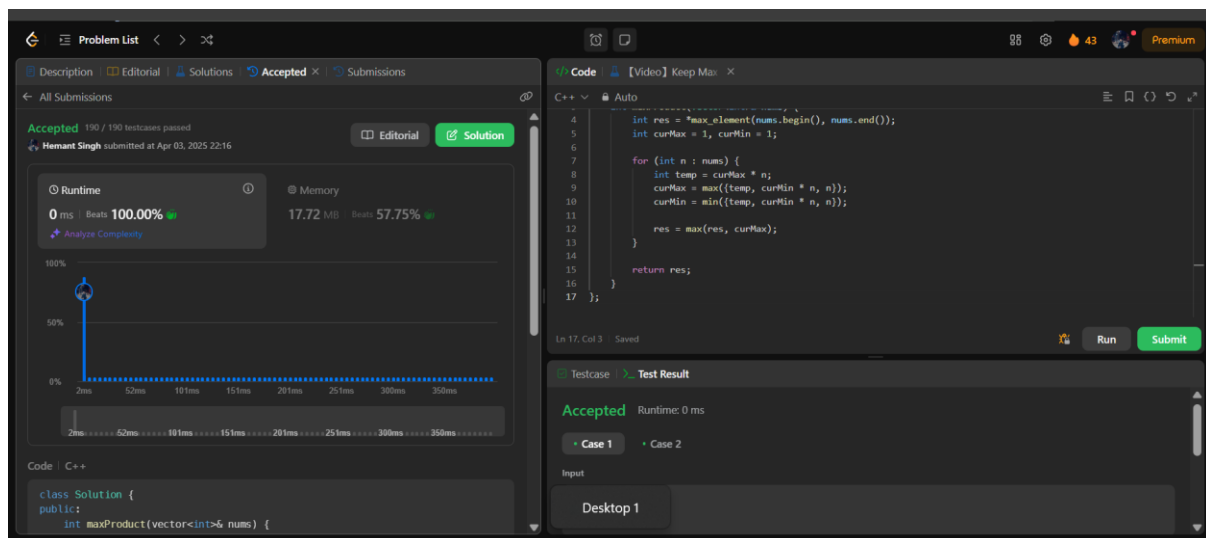 Problem List
43
Premium
Description
Editorial
Solutions
Accepted
Submissions
All Submissions
Accepted 190 / 190 testcases passed
Hemant Singh submitted at Apr 03, 2025 22:16
Editorial
Solution
Runtime
0 ms | Beats 100.00%
Analyze Complexity
Memory
17.72 MB | Beats 57.75%
100%
50%
0%
2ms 52ms 101ms 151ms 201ms 251ms 300ms 350ms
2ms 52ms 101ms 151ms 201ms 251ms 300ms 350ms
Code | C++
class Solution {
public:
int maxProduct(vector<int>& nums) {
</> Code
【Video】Keep Max
C++
Auto
4 int res = *max_element(nums.begin(), nums.end());
5 int curMax = 1, curMin = 1;
6
7 for (int n : nums) {
8 int temp = curMax * n;
9 curMax = max({temp, curMin * n, n});
10 curMin = min({temp, curMin * n, n});
11
12 res = max(res, curMax);
13 }
14
15 return res;
16 }
17 };
Ln 17, Col 3 | Saved
Run
Submit
Testcase
>_ Test Result
Accepted Runtime: 0 ms
• Case 1
• Case 2
Input
Desktop 1